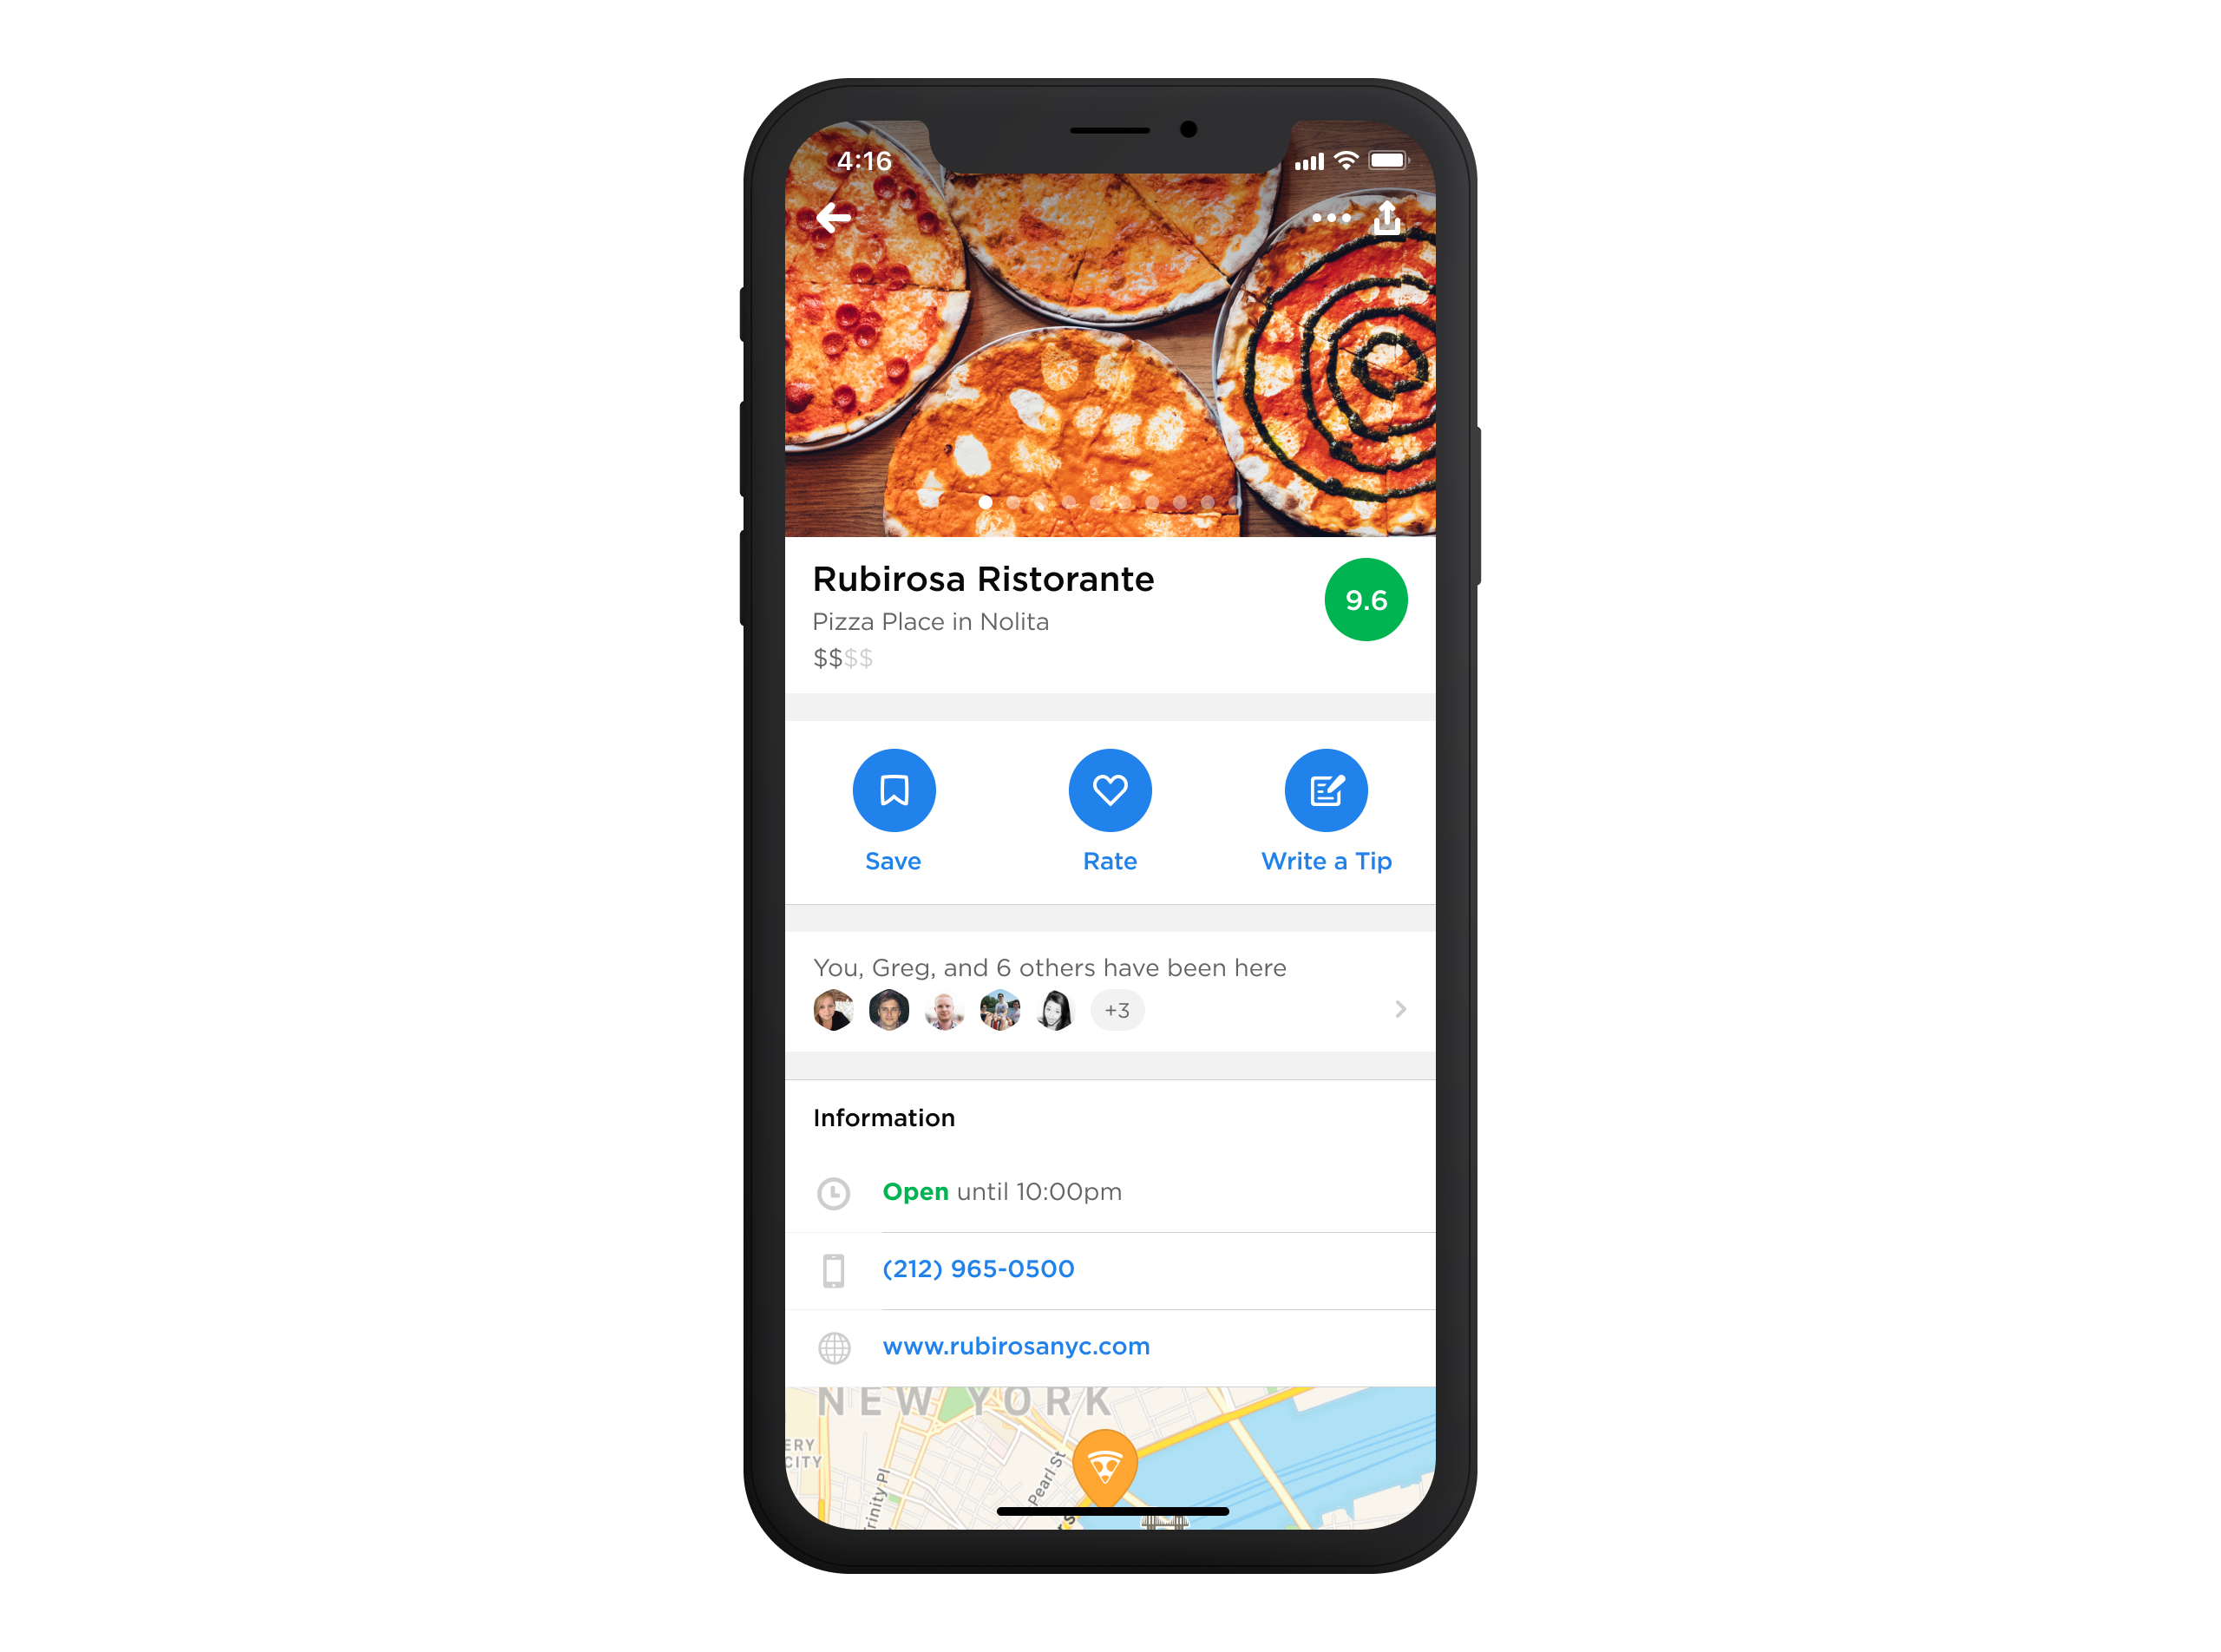 4:16
Rubirosa Ristorante
9.6
Pizza Place in Nolita
$$$$
Save
Rate
Write a Tip
You, Greg, and 6 others have been here
+3
Information
Open until 10:00pm
(212) 965-0500
www.rubirosanyc.com
NEW YORK
ERY
CITY
Pearl St
rinity Pl
rs